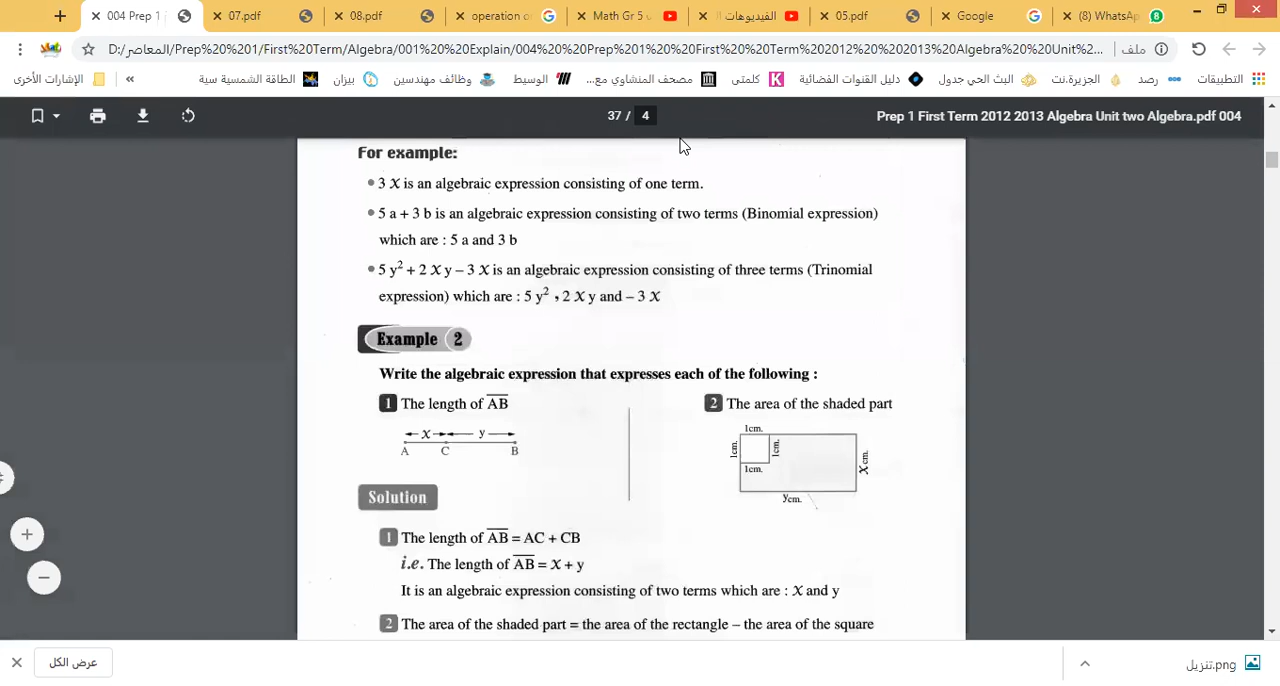 004 Prep 1
07.pdf
08.pdf
operation on
Math Gr 5 u
الفيديوهات !!
05.pdf
Google
(8) WhatsAp
8
D:/المعاصر/Prep%20%201/First%20Term/Algebra/001%20%20Explain/004%20%20Prep%201%20%20First%20%20Term%202012%20%202013%20Algebra%20%20Unit%...
ملف
التطبيقات
رصد
الجزيرة.نت
البث الحي جدول
دليل القنوات الفضائية
كلمتى
مصحف المنشاوي مع...
الوسيط
وظائف مهندسين
بيزان
الطاقة الشمسية سية
»
الإشارات الأخرى
37 / 4
Prep 1 First Term 2012 2013 Algebra Unit two Algebra.pdf 004
For example:
• 3 X is an algebraic expression consisting of one term.
• 5 a + 3 b is an algebraic expression consisting of two terms (Binomial expression)
which are : 5 a and 3 b
• 5 y² + 2 X y – 3 X is an algebraic expression consisting of three terms (Trinomial
expression) which are : 5 y² , 2 X y and – 3 X
Example 2
Write the algebraic expression that expresses each of the following :
1 The length of A̅B̅
X y
A C B
2 The area of the shaded part
1cm.
1cm.
1cm.
1cm.
X cm.
ycm.
Solution
1 The length of A̅B̅ = AC + CB
i.e. The length of A̅B̅ = X + y
It is an algebraic expression consisting of two terms which are : X and y
2 The area of the shaded part = the area of the rectangle – the area of the square
عرض الكل
تنزيل.png